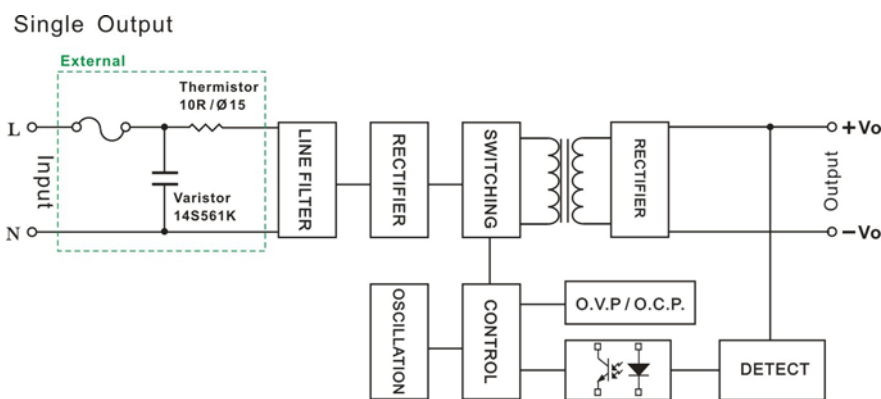 Single Output
External
Thermistor
10R/Ø15
L
Input
N
Varistor
14S561K
LINE FILTER
RECTIFIER
SWITCHING
RECTIFIER
+Vo
Output
−Vo
OSCILLATION
CONTROL
O.V.P/O.C.P.
DETECT